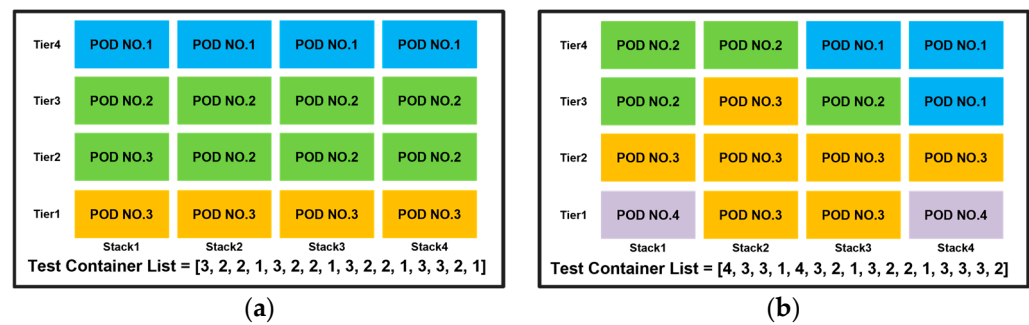 Tier4 POD NO.1 POD NO.1 POD NO.1 POD NO.1
Tier3 POD NO.2 POD NO.2 POD NO.2 POD NO.2
Tier2 POD NO.3 POD NO.2 POD NO.2 POD NO.2
Tier1 POD NO.3 POD NO.3 POD NO.3 POD NO.3
Stack1 Stack2 Stack3 Stack4
Test Container List = [3, 2, 2, 1, 3, 2, 2, 1, 3, 2, 2, 1, 3, 3, 2, 1]
(a)
Tier4 POD NO.2 POD NO.2 POD NO.1 POD NO.1
Tier3 POD NO.2 POD NO.3 POD NO.2 POD NO.1
Tier2 POD NO.3 POD NO.3 POD NO.3 POD NO.3
Tier1 POD NO.4 POD NO.3 POD NO.3 POD NO.4
Stack1 Stack2 Stack3 Stack4
Test Container List = [4, 3, 3, 1, 4, 3, 2, 1, 3, 2, 2, 1, 3, 3, 3, 2]
(b)